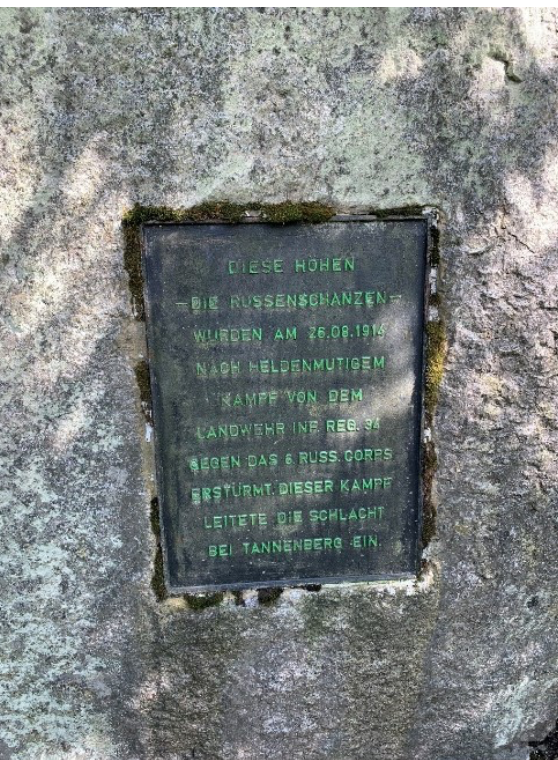 DIESE HÖHEN
— DIE RUSSENSCHANZEN —
WURDEN AM 26.08.1914
NACH HELDENMUTIGEM
KAMPF VON DEM
LANDWEHR INF. REG. 34
GEGEN DAS 6. RUSS. CORPS
ERSTÜRMT. DIESER KAMPF
LEITETE DIE SCHLACHT
BEI TANNENBERG EIN.